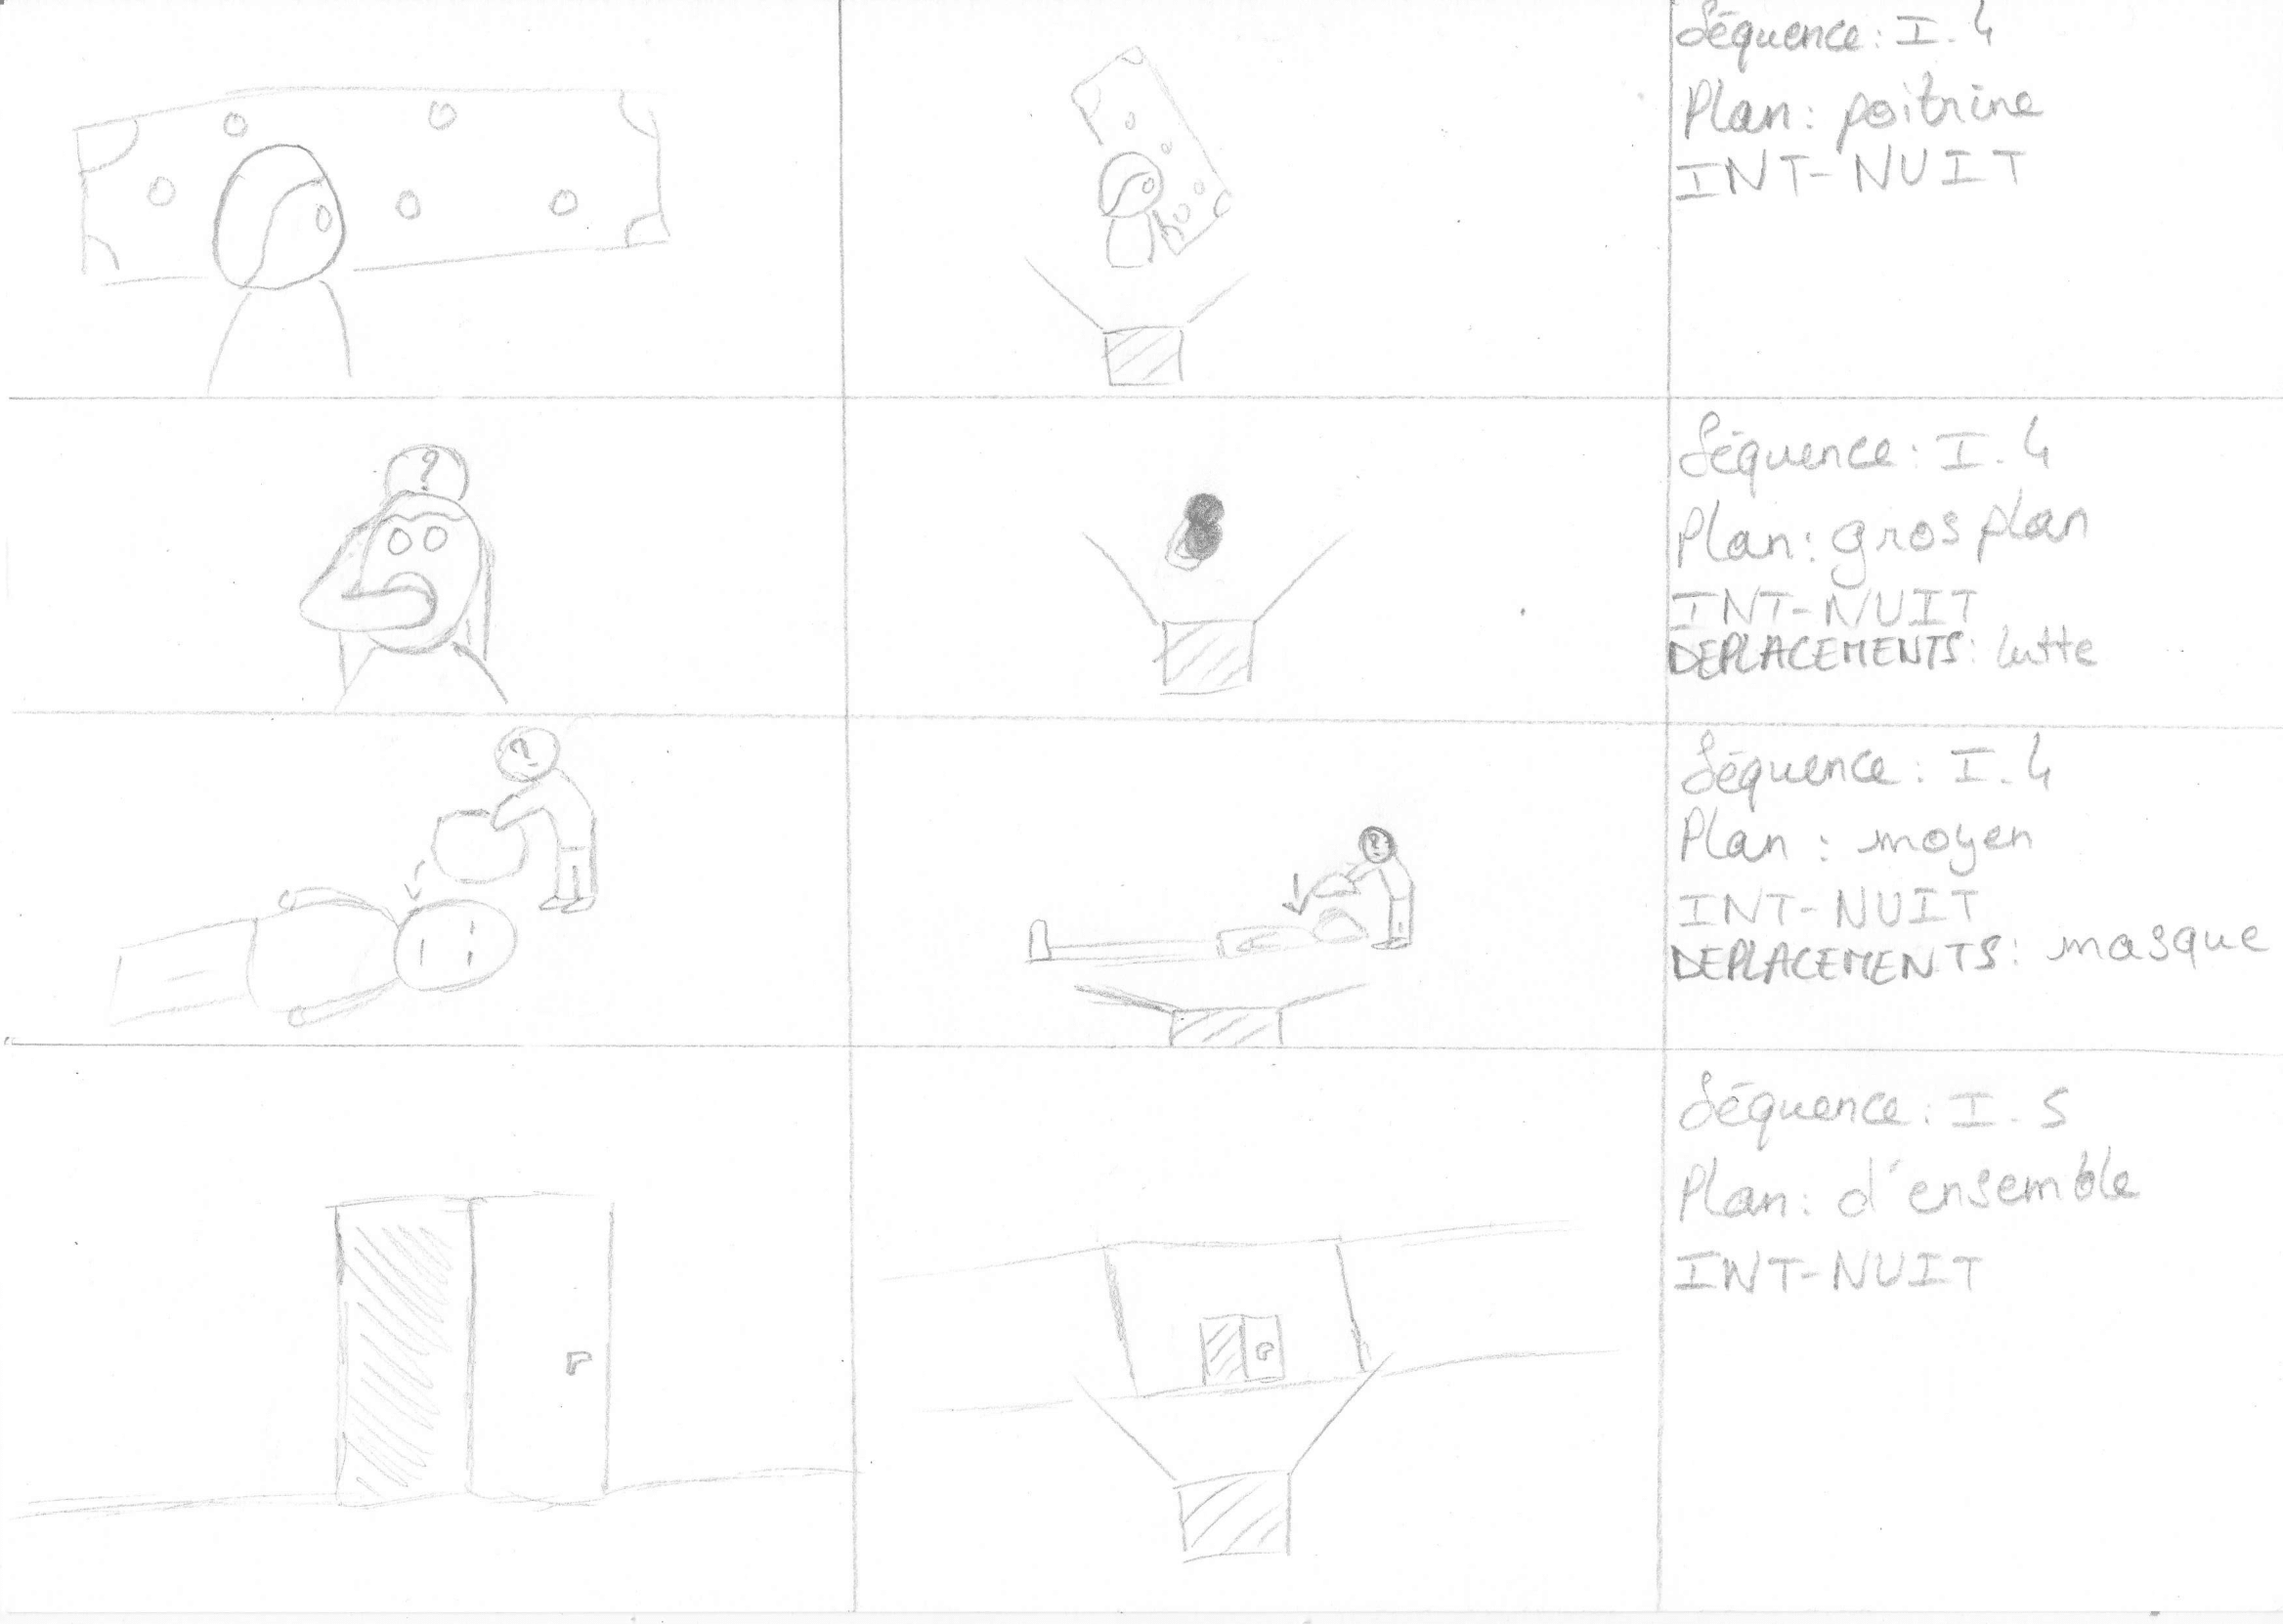 Séquence: I.4
Plan: poitrine
INT-NUIT
?
Séquence: I.4
Plan: gros plan
INT-NUIT
DEPLACEMENTS: lutte
?
?
Séquence: I.4
Plan: moyen
INT-NUIT
DEPLACEMENTS: masque
Séquence: I.5
Plan: d'ensemble
INT-NUIT